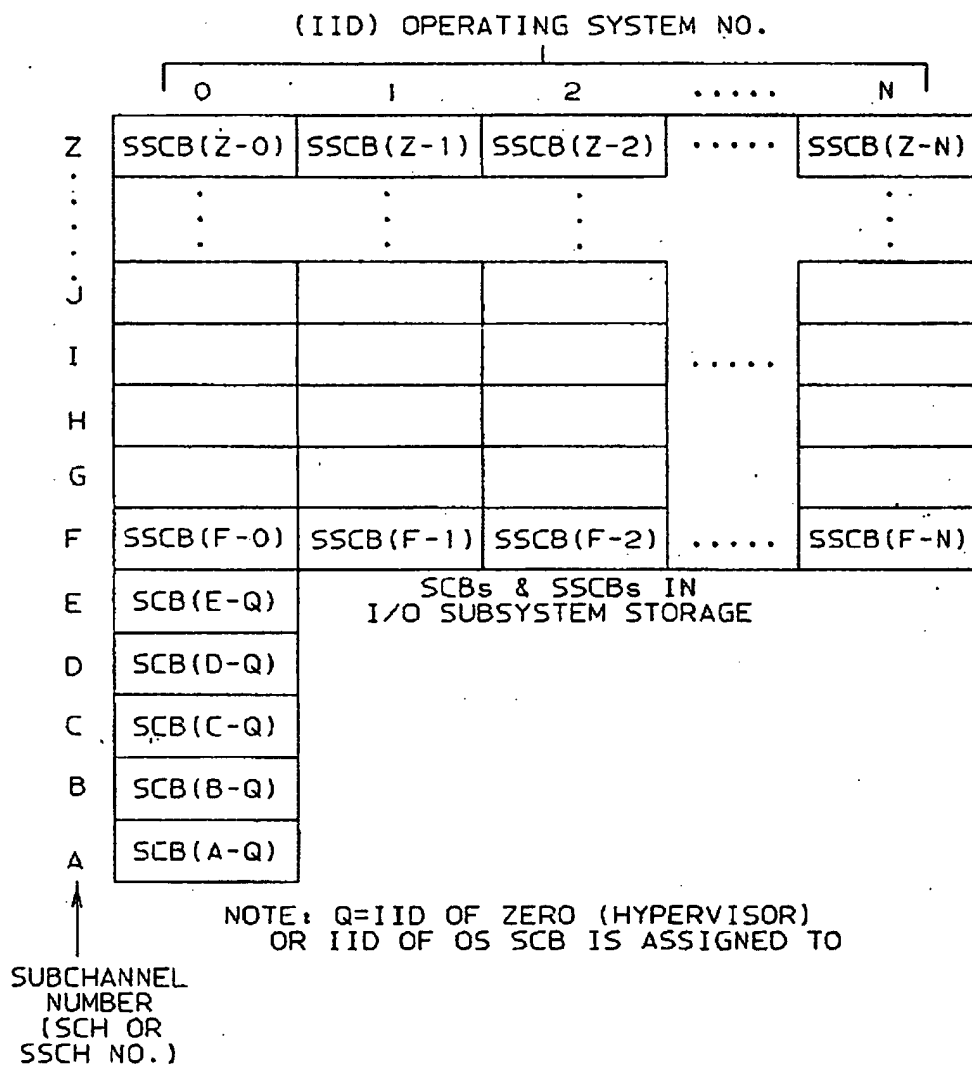 (IID) OPERATING SYSTEM NO.
0 1 2 ..... N
Z SSCB(Z-0) SSCB(Z-1) SSCB(Z-2) ..... SSCB(Z-N)
J
I .....
H
G
F SSCB(F-0) SSCB(F-1) SSCB(F-2) ..... SSCB(F-N)
SCBs & SSCBs IN
I/O SUBSYSTEM STORAGE
E SCB(E-Q)
D SCB(D-Q)
C SCB(C-Q)
B SCB(B-Q)
A SCB(A-Q)
NOTE: Q=IID OF ZERO (HYPERVISOR)
OR IID OF OS SCB IS ASSIGNED TO
SUBCHANNEL
NUMBER
(SCH OR
SSCH NO.)